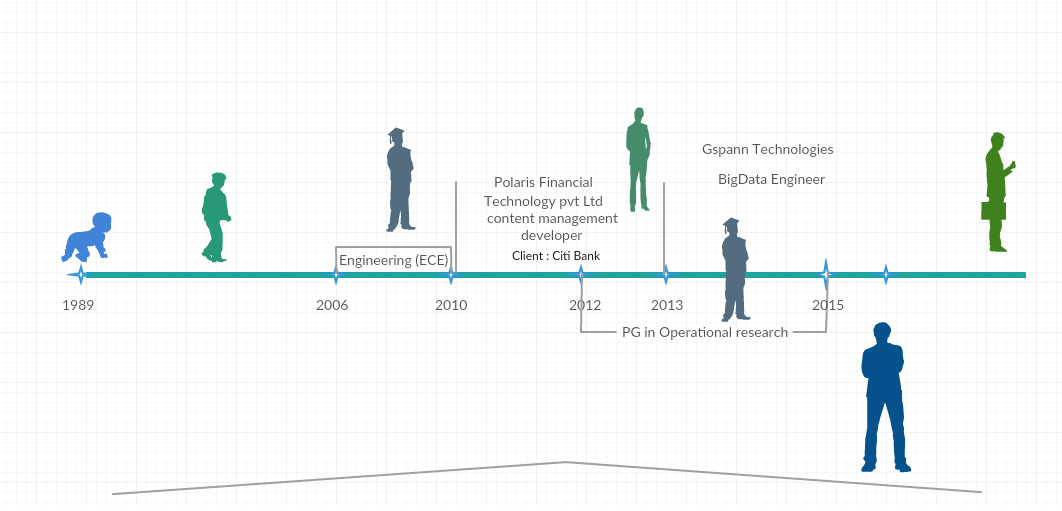 Gspann Technologies
BigData Engineer
Polaris Financial
Technology pvt Ltd
content management
developer
Client : Citi Bank
Engineering (ECE)
1989
2006
2010
2012
2013
2015
PG in Operational research